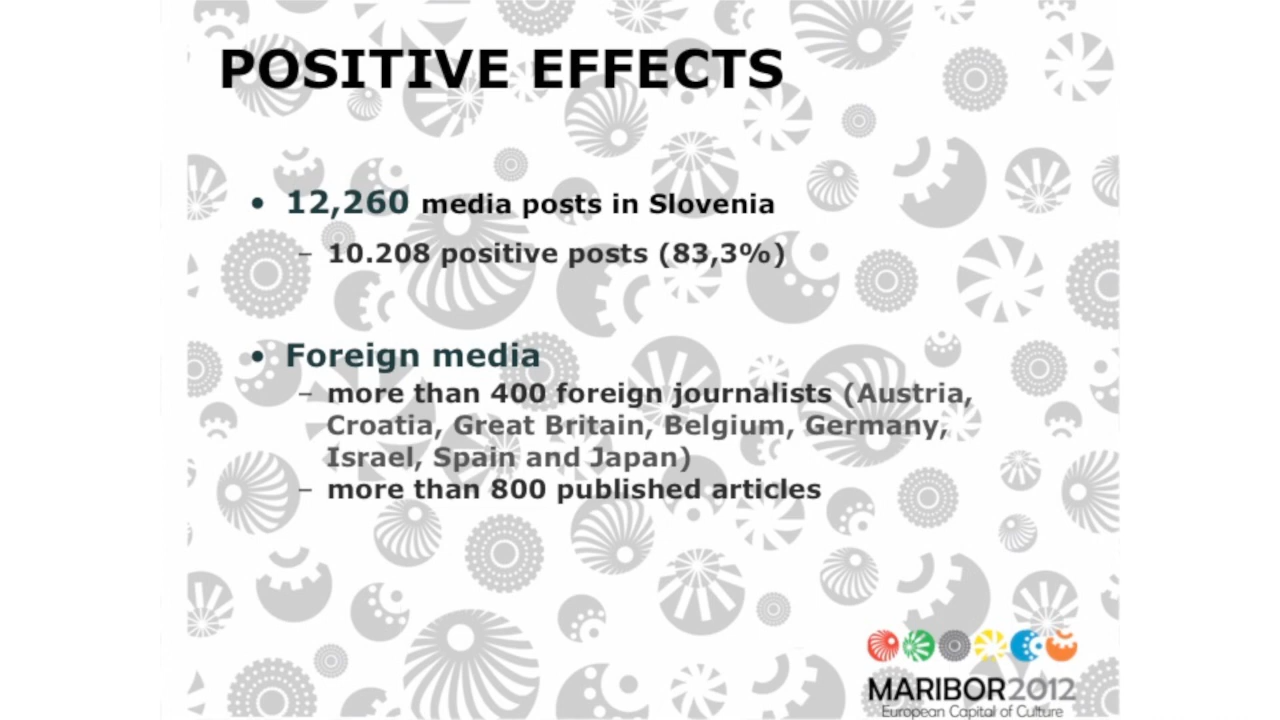 POSITIVE EFFECTS
• 12,260 media posts in Slovenia
– 10.208 positive posts (83,3%)
• Foreign media
– more than 400 foreign journalists (Austria,
Croatia, Great Britain, Belgium, Germany,
Israel, Spain and Japan)
– more than 800 published articles
MARIBOR2012
European Capital of Culture